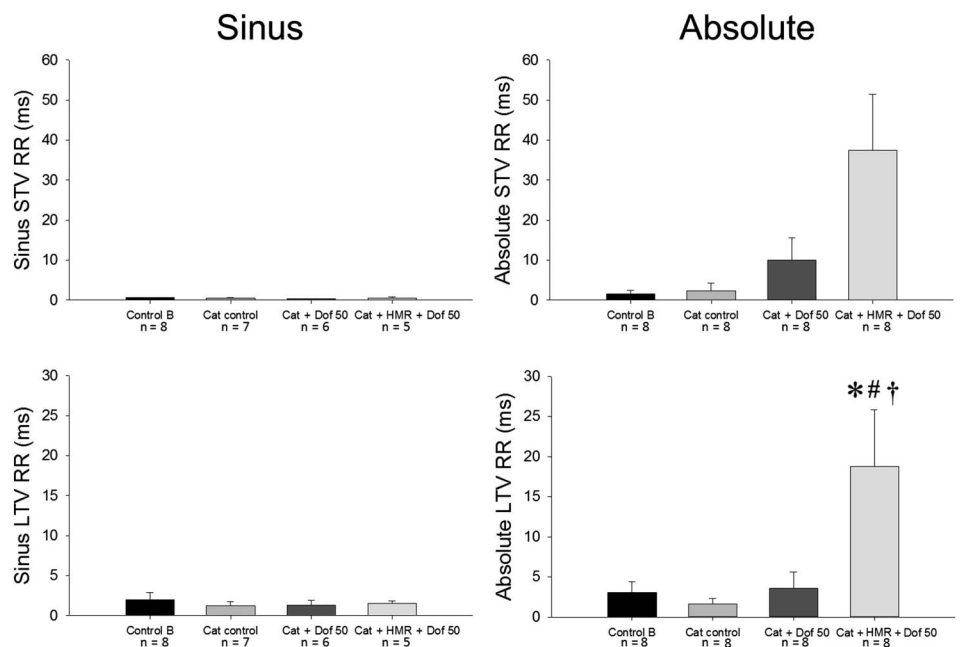 Sinus
Absolute
Sinus STV RR (ms)
60
50
40
30
20
10
0
Control B
n = 8
Cat control
n = 7
Cat + Dof 50
n = 6
Cat + HMR + Dof 50
n = 5
Absolute STV RR (ms)
60
50
40
30
20
10
0
Control B
n = 8
Cat control
n = 8
Cat + Dof 50
n = 8
Cat + HMR + Dof 50
n = 8
Sinus LTV RR (ms)
30
25
20
15
10
5
0
Control B
n = 8
Cat control
n = 7
Cat + Dof 50
n = 6
Cat + HMR + Dof 50
n = 5
Absolute LTV RR (ms)
30
25
20
15
10
5
0
*#†
Control B
n = 8
Cat control
n = 8
Cat + Dof 50
n = 8
Cat + HMR + Dof 50
n = 8